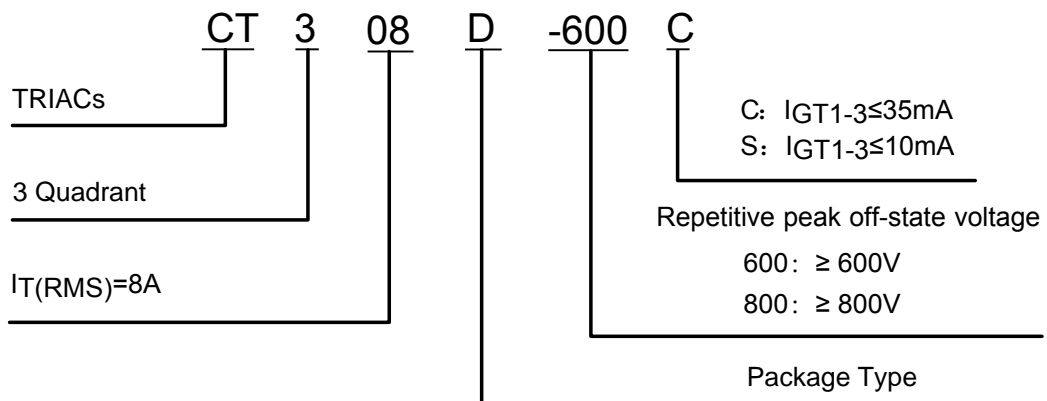 CT 3 08 D -600 C
TRIACs
3 Quadrant
IT(RMS)=8A
C: IGT1-3≤35mA
S: IGT1-3≤10mA
Repetitive peak off-state voltage
600: ≥ 600V
800: ≥ 800V
Package Type